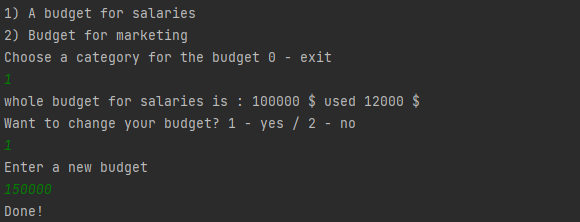 1) A budget for salaries
2) Budget for marketing
Choose a category for the budget 0 - exit
1
whole budget for salaries is : 100000 $ used 12000 $
Want to change your budget? 1 - yes / 2 - no
1
Enter a new budget
150000
Done!